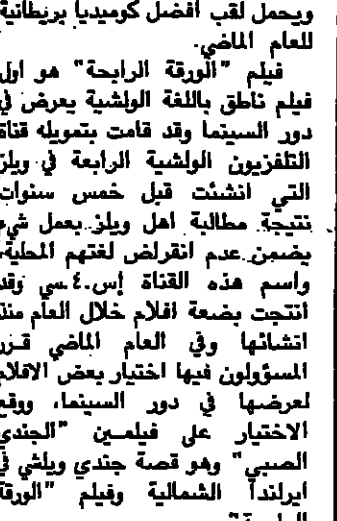 ويحمل لقب افضل كوميديا بريطانية
للعام الماضي.
فيلم "الورقة الرابحة" هو اول
فيلم ناطق باللغة الولشية يعرض في
دور السينما وقد قامت بتمويله قناة
التلفزيون الولشية الرابعة في ويلز
التي انشئت قبل خمس سنوات
نتيجة مطالبة اهل ويلز بعمل شيء
يضمن عدم انقراض لغتهم المحلية،
واسم هذه القناة إس.٤.سي وقد
أنتجت بضعة افلام خلال العام منذ
انشائها وفي العام الماضي قرر
المسؤولون فيها اختيار بعض الافلام
لعرضها في دور السينما، ووقع
الاختيار على فيلمين "الجندي
الصبي" وهو قصة جندي ويلشي في
ايرلندا الشمالية وفيلم "الورقة